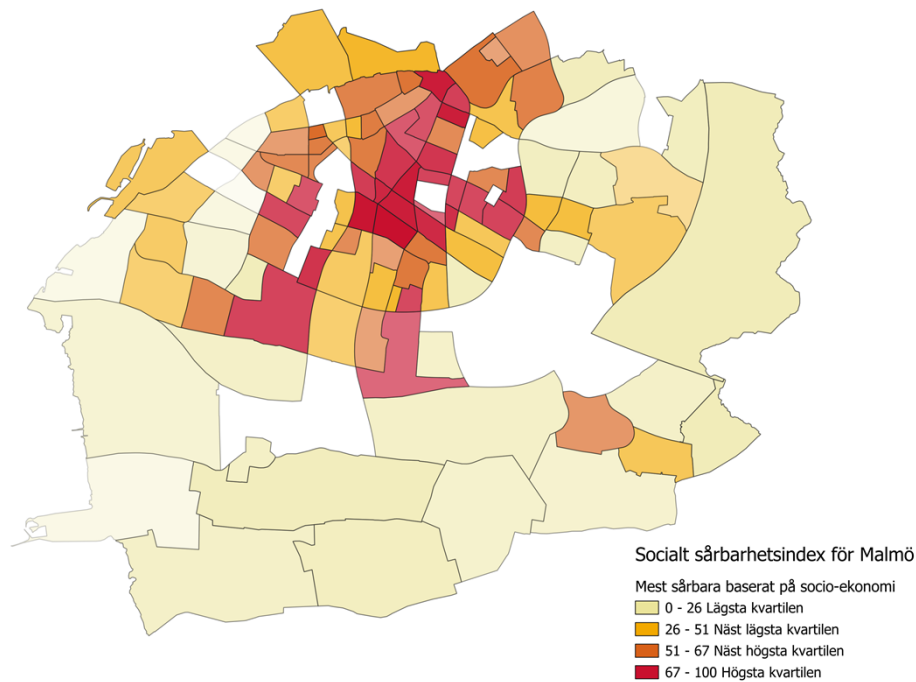 Socialt sårbarhetsindex för Malmö
Mest sårbara baserat på socio-ekonomi
0 - 26 Lägsta kvartilen
26 - 51 Näst lägsta kvartilen
51 - 67 Näst högsta kvartilen
67 - 100 Högsta kvartilen